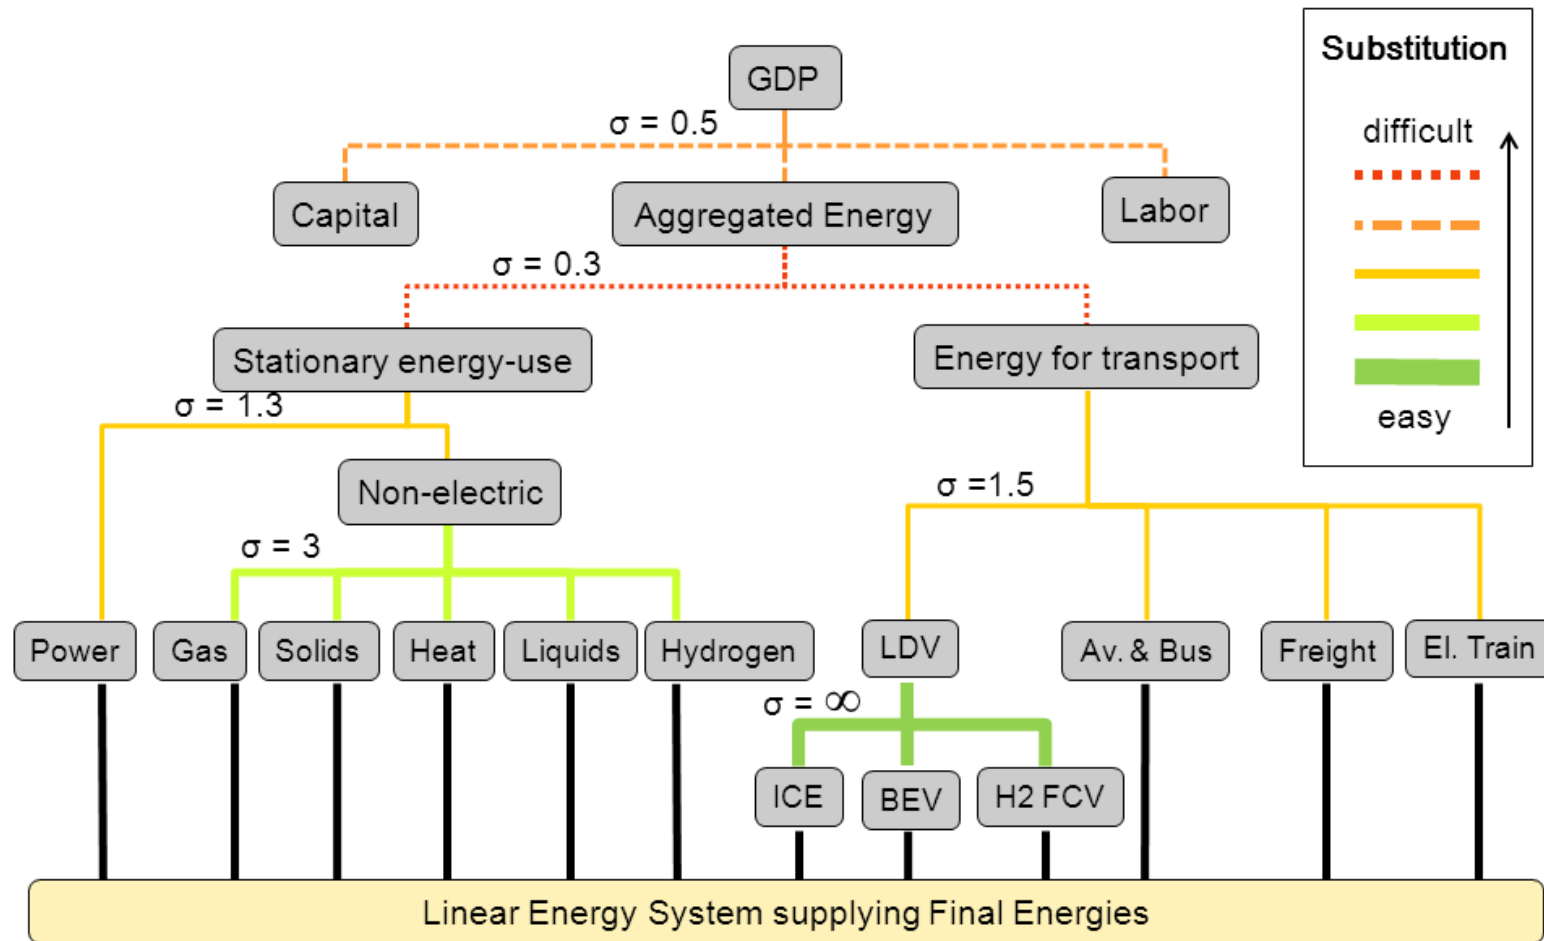 Substitution
difficult
easy
GDP
σ = 0.5
Capital
Aggregated Energy
Labor
σ = 0.3
Stationary energy-use
Energy for transport
σ = 1.3
Non-electric
σ =1.5
σ = 3
Power
Gas
Solids
Heat
Liquids
Hydrogen
LDV
Av. & Bus
Freight
El. Train
σ = ∞
ICE
BEV
H2 FCV
Linear Energy System supplying Final Energies